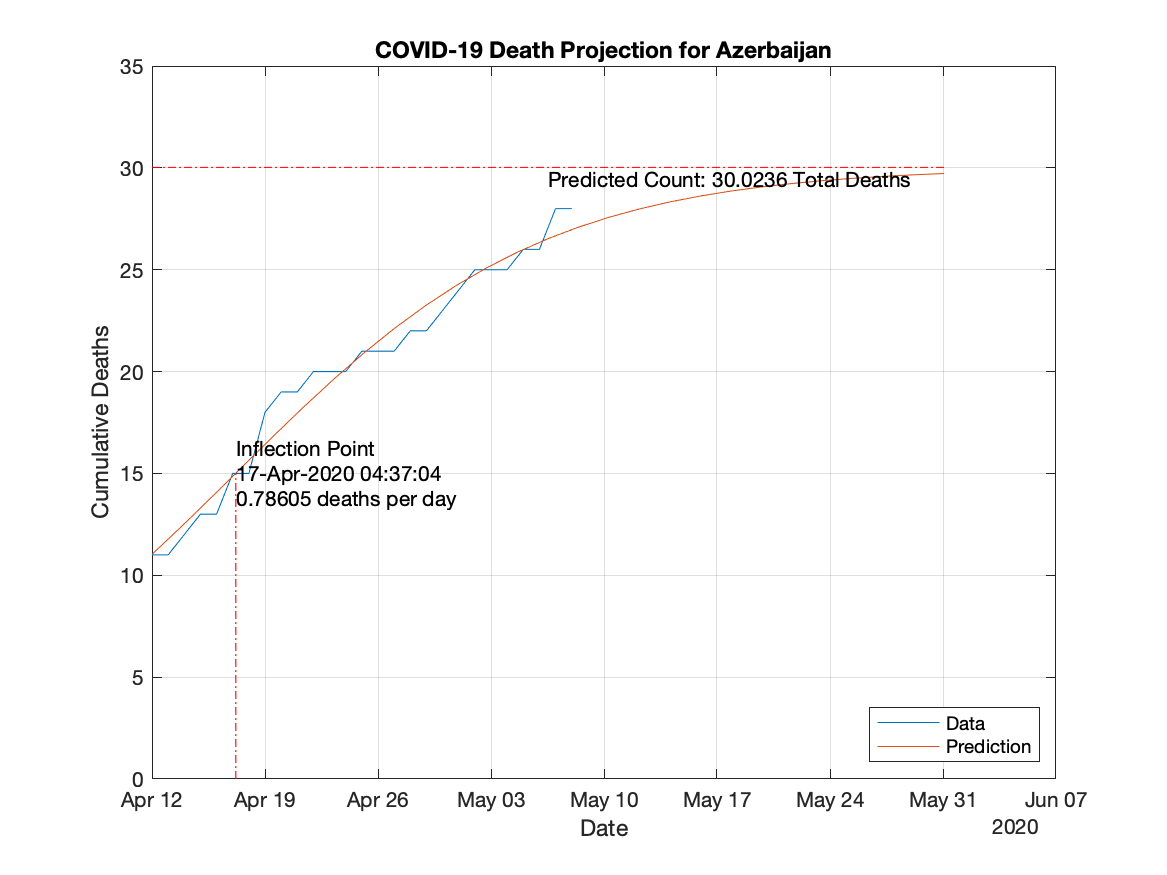 COVID-19 Death Projection for Azerbaijan
35
30
25
20
15
10
5
0
Cumulative Deaths
Predicted Count: 30.0236 Total Deaths
Inflection Point
17-Apr-2020 04:37:04
0.78605 deaths per day
Data
Prediction
Apr 12 Apr 19 Apr 26 May 03 May 10 May 17 May 24 May 31 Jun 07
Date
2020